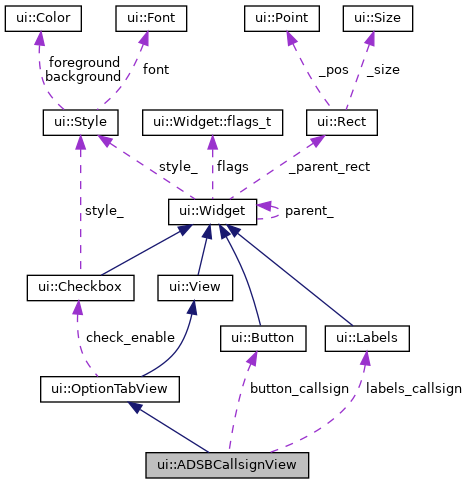 ui::Color
ui::Font
ui::Point
ui::Size
foreground
background
font
_pos
_size
ui::Style
ui::Widget::flags_t
ui::Rect
style_
flags
_parent_rect
style_
ui::Widget
parent_
ui::Checkbox
ui::View
ui::Button
ui::Labels
check_enable
ui::OptionTabView
button_callsign
labels_callsign
ui::ADSBCallsignView